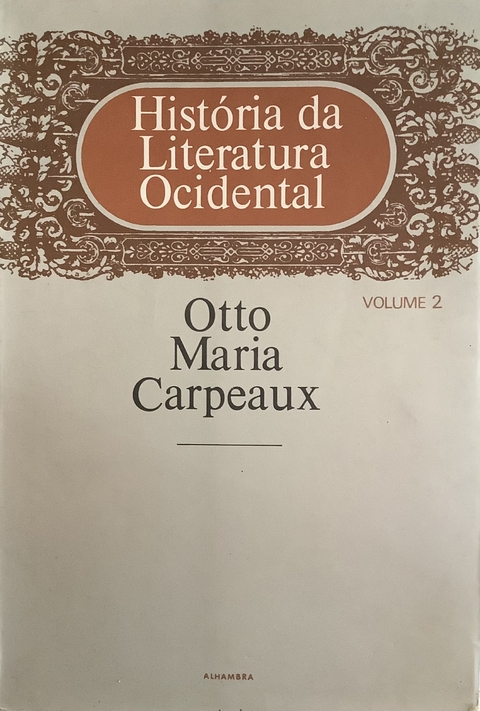 História da
Literatura
Ocidental
VOLUME 2
Otto
Maria
Carpeaux
ALHAMBRA